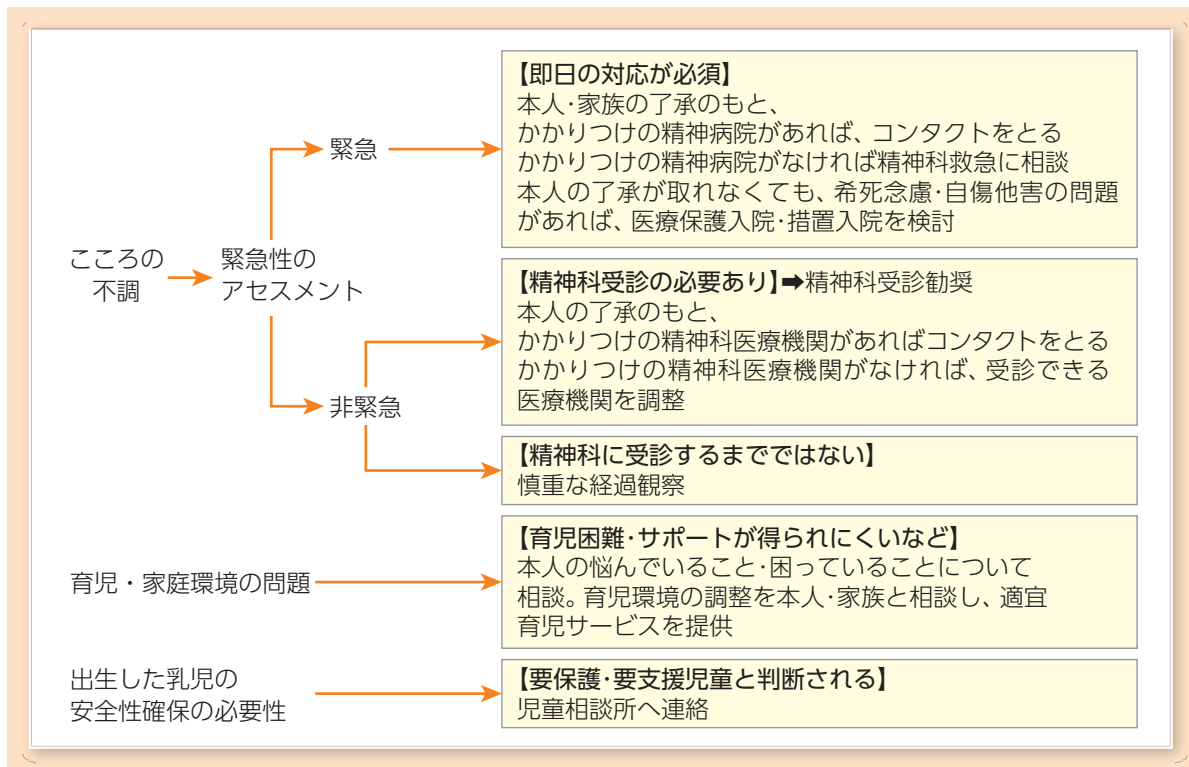 こころの
不調
緊急性の
アセスメント
緊急
【即日の対応が必須】
本人・家族の了承のもと、
かかりつけの精神病院があれば、コンタクトをとる
かかりつけの精神病院がなければ精神科救急に相談
本人の了承が取れなくても、希死念慮・自傷他害の問題
があれば、医療保護入院・措置入院を検討
非緊急
【精神科受診の必要あり】➡精神科受診勧奨
本人の了承のもと、
かかりつけの精神科医療機関があればコンタクトをとる
かかりつけの精神科医療機関がなければ、受診できる
医療機関を調整
【精神科に受診するまでではない】
慎重な経過観察
育児・家庭環境の問題
【育児困難・サポートが得られにくいなど】
本人の悩んでいること・困っていることについて
相談。育児環境の調整を本人・家族と相談し、適宜
育児サービスを提供
出生した乳児の
安全性確保の必要性
【要保護・要支援児童と判断される】
児童相談所へ連絡